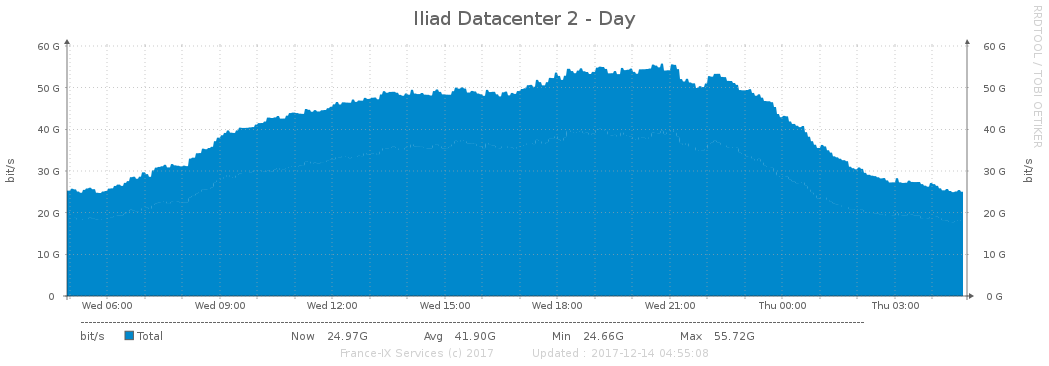 Iliad Datacenter 2 - Day
RRDTOOL / TOBI OETIKER
60 G 60 G
50 G 50 G
40 G 40 G
30 G 30 G
20 G 20 G
10 G 10 G
0 0 G
bit/s bit/s
Wed 06:00 Wed 09:00 Wed 12:00 Wed 15:00 Wed 18:00 Wed 21:00 Thu 00:00 Thu 03:00
bit/s Total Now 24.97G Avg 41.90G Min 24.66G Max 55.72G
France-IX Services (c) 2017 Updated : 2017-12-14 04:55:08